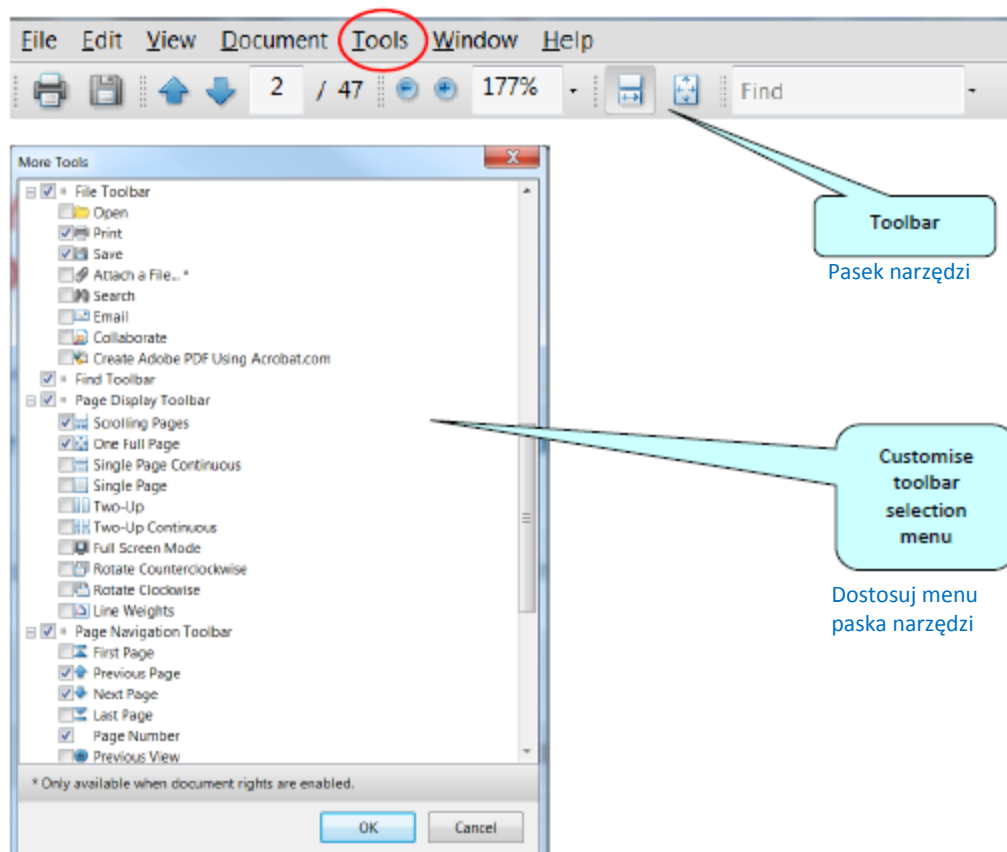 File Edit View Document Tools Window Help
2 / 47 177% Find
More Tools
File Toolbar
Open
Print
Save
Attach a File... *
Search
Email
Collaborate
Create Adobe PDF Using Acrobat.com
Find Toolbar
Page Display Toolbar
Scrolling Pages
One Full Page
Single Page Continuous
Single Page
Two-Up
Two-Up Continuous
Full Screen Mode
Rotate Counterclockwise
Rotate Clockwise
Line Weights
Page Navigation Toolbar
First Page
Previous Page
Next Page
Last Page
Page Number
Previous View
* Only available when document rights are enabled.
OK Cancel
Toolbar
Pasek narzędzi
Customise
toolbar
selection
menu
Dostosuj menu
paska narzędzi